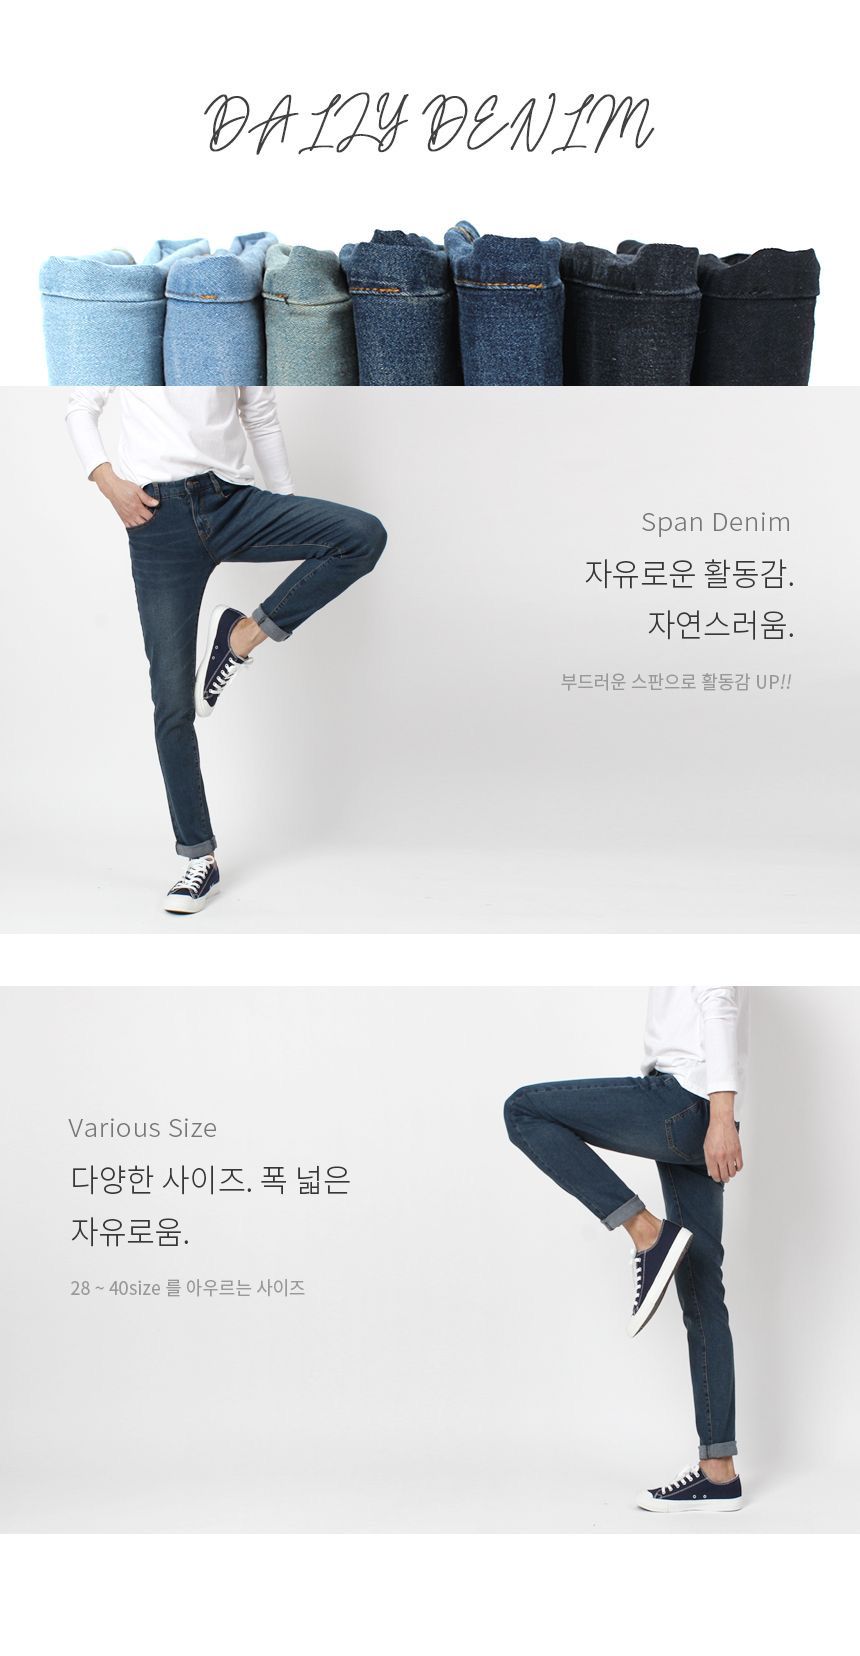 DAILY DENIM
Span Denim
자유로운 활동감.
자연스러움.
부드러운 스판으로 활동감 UP!!
Various Size
다양한 사이즈. 폭 넓은
자유로움.
28 ~ 40size 를 아우르는 사이즈